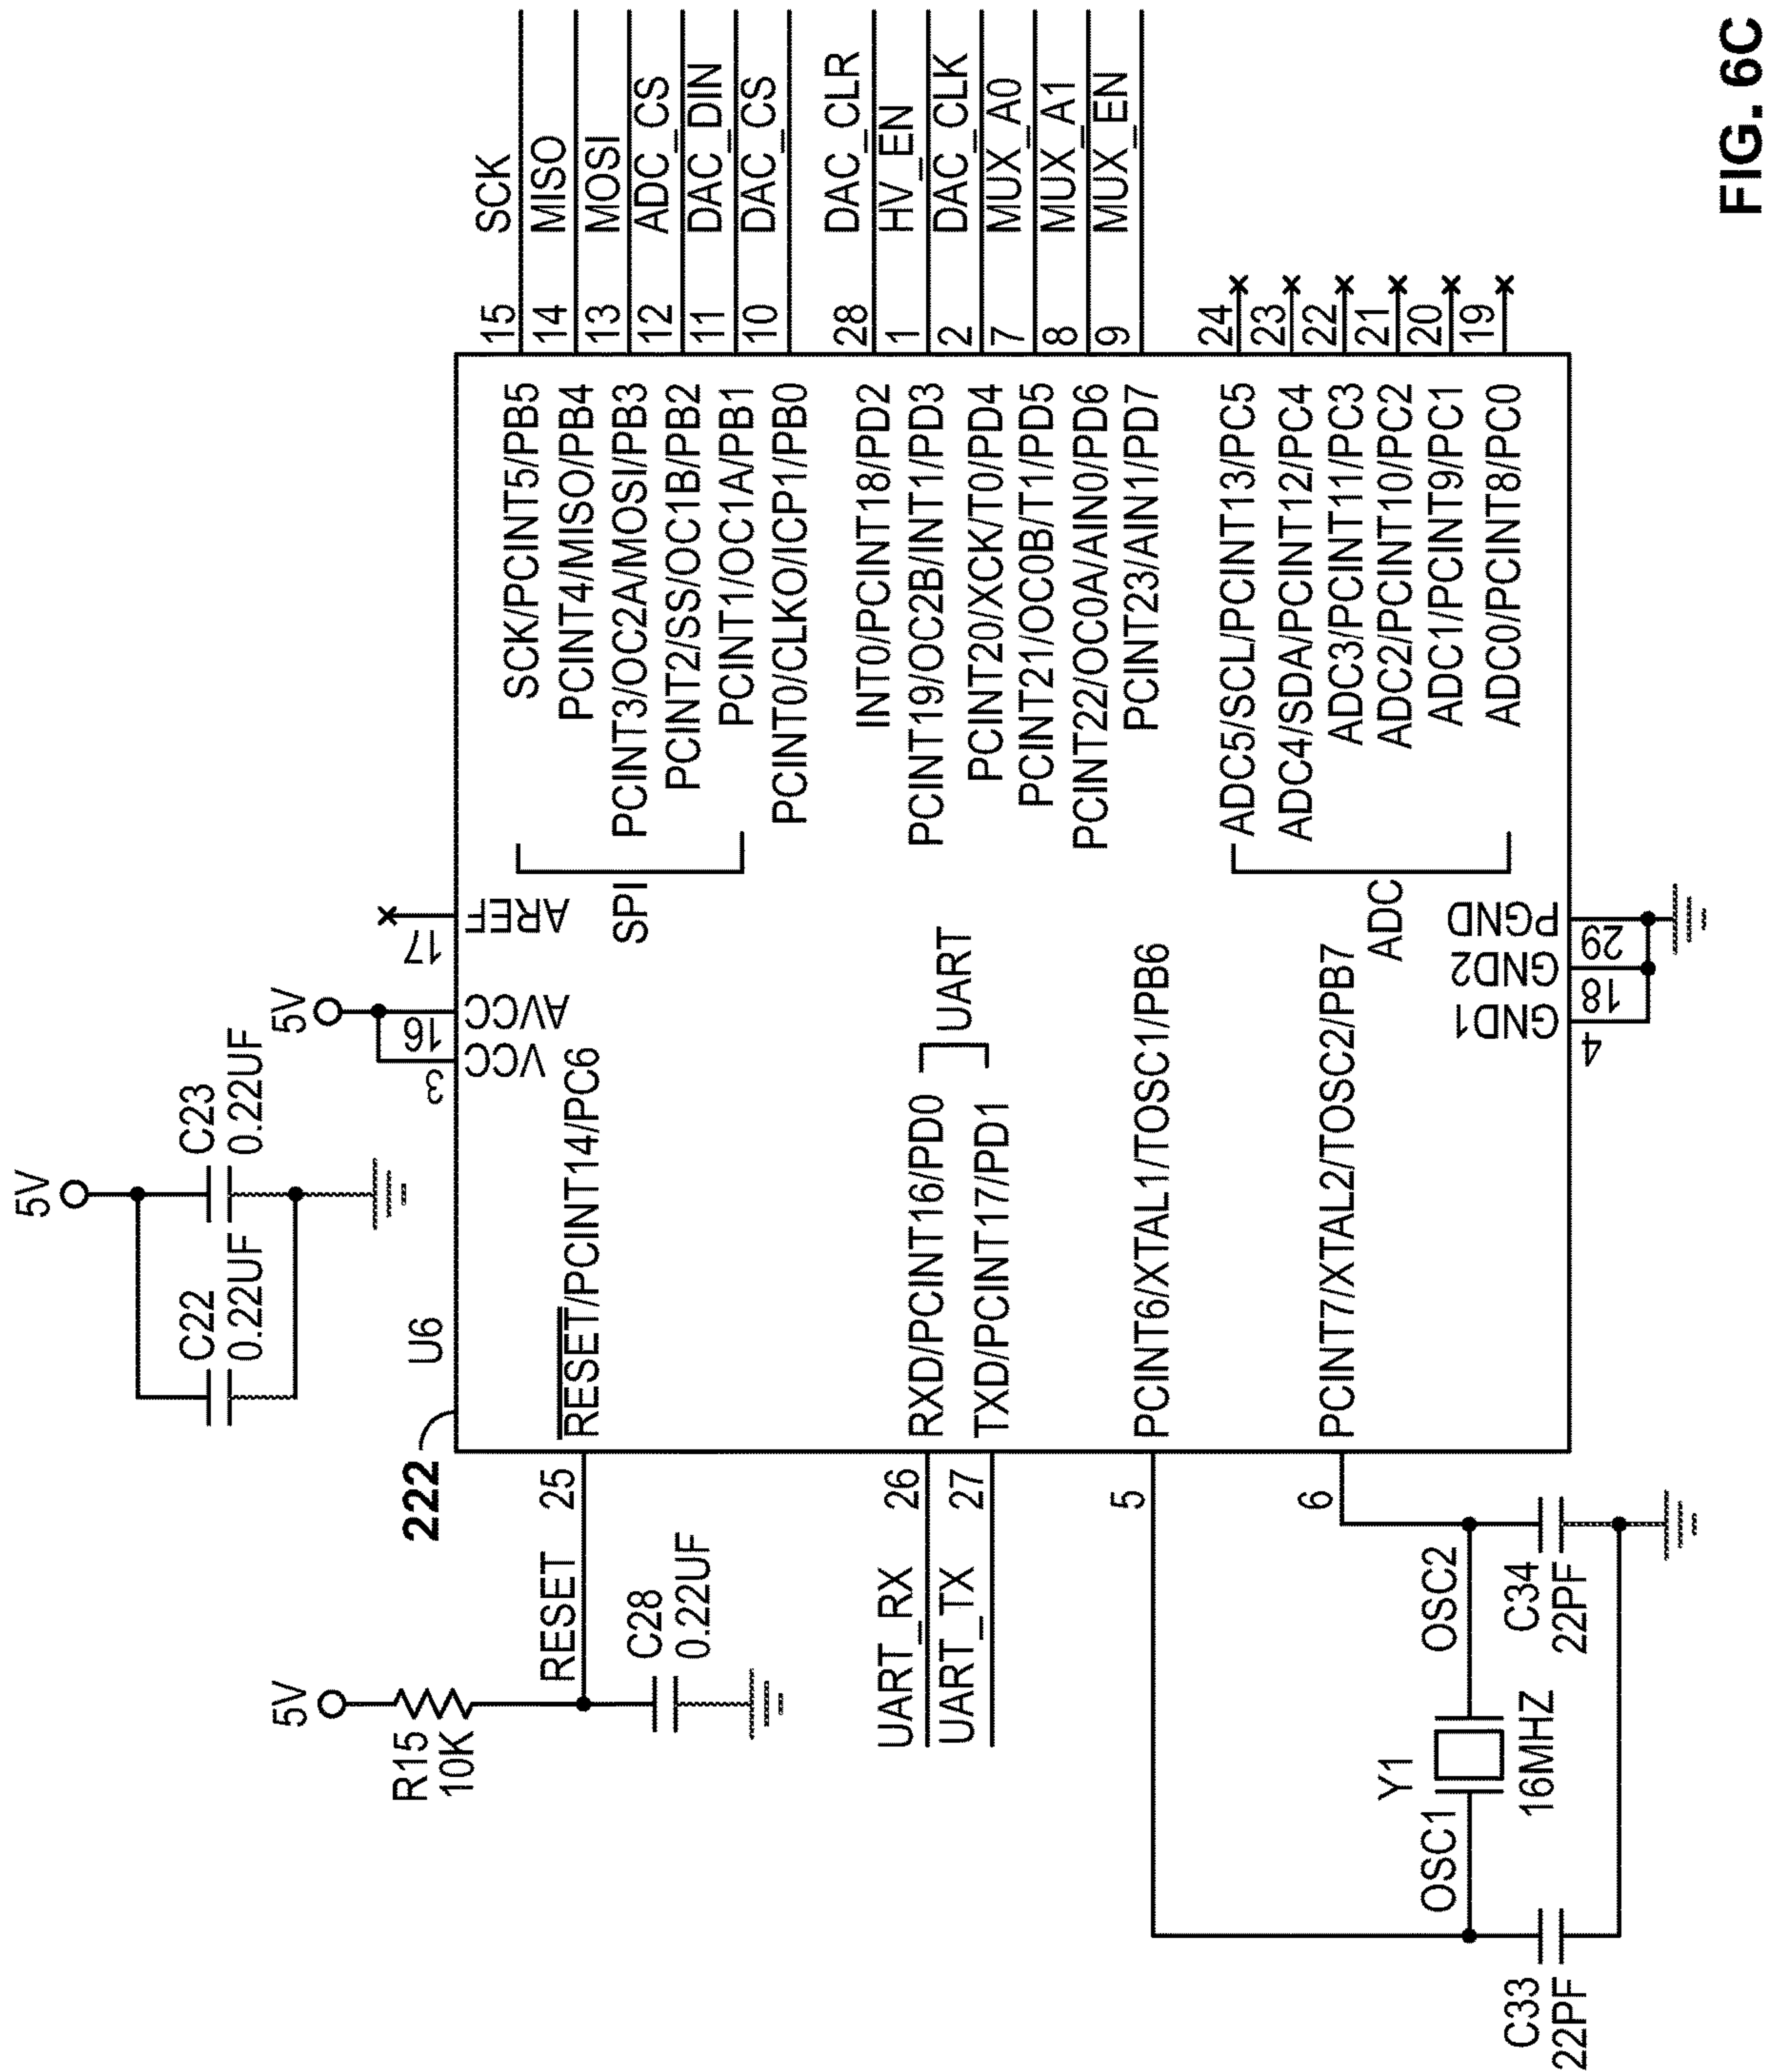 5V
C22
0.22UF
C23
0.22UF
5V
R15
10K
RESET
25
C28
0.22UF
222
U6
3
VCC
16
AVCC
5V
17
AREF
RESET/PCINT14/PC6
UART_RX
26
RXD/PCINT16/PD0
UART_TX
27
TXD/PCINT17/PD1
UART
5
PCINT6/XTAL1/TOSC1/PB6
6
PCINT7/XTAL2/TOSC2/PB7
OSC1
Y1
16MHZ
OSC2
C33
22PF
C34
22PF
SPI
SCK/PCINT5/PB5
15
SCK
PCINT4/MISO/PB4
14
MISO
PCINT3/OC2A/MOSI/PB3
13
MOSI
PCINT2/SS/OC1B/PB2
12
ADC_CS
PCINT1/OC1A/PB1
11
DAC_DIN
PCINT0/CLKO/ICP1/PB0
10
DAC_CS
INT0/PCINT18/PD2
28
DAC_CLR
PCINT19/OC2B/INT1/PD3
1
HV_EN
PCINT20/XCK/T0/PD4
2
DAC_CLK
PCINT21/OC0B/T1/PD5
7
MUX_A0
PCINT22/OC0A/AIN0/PD6
8
MUX_A1
PCINT23/AIN1/PD7
9
MUX_EN
ADC
ADC5/SCL/PCINT13/PC5
24
ADC4/SDA/PCINT12/PC4
23
ADC3/PCINT11/PC3
22
ADC2/PCINT10/PC2
21
ADC1/PCINT9/PC1
20
ADC0/PCINT8/PC0
19
GND1
4
GND2
18
PGND
29
FIG. 6C